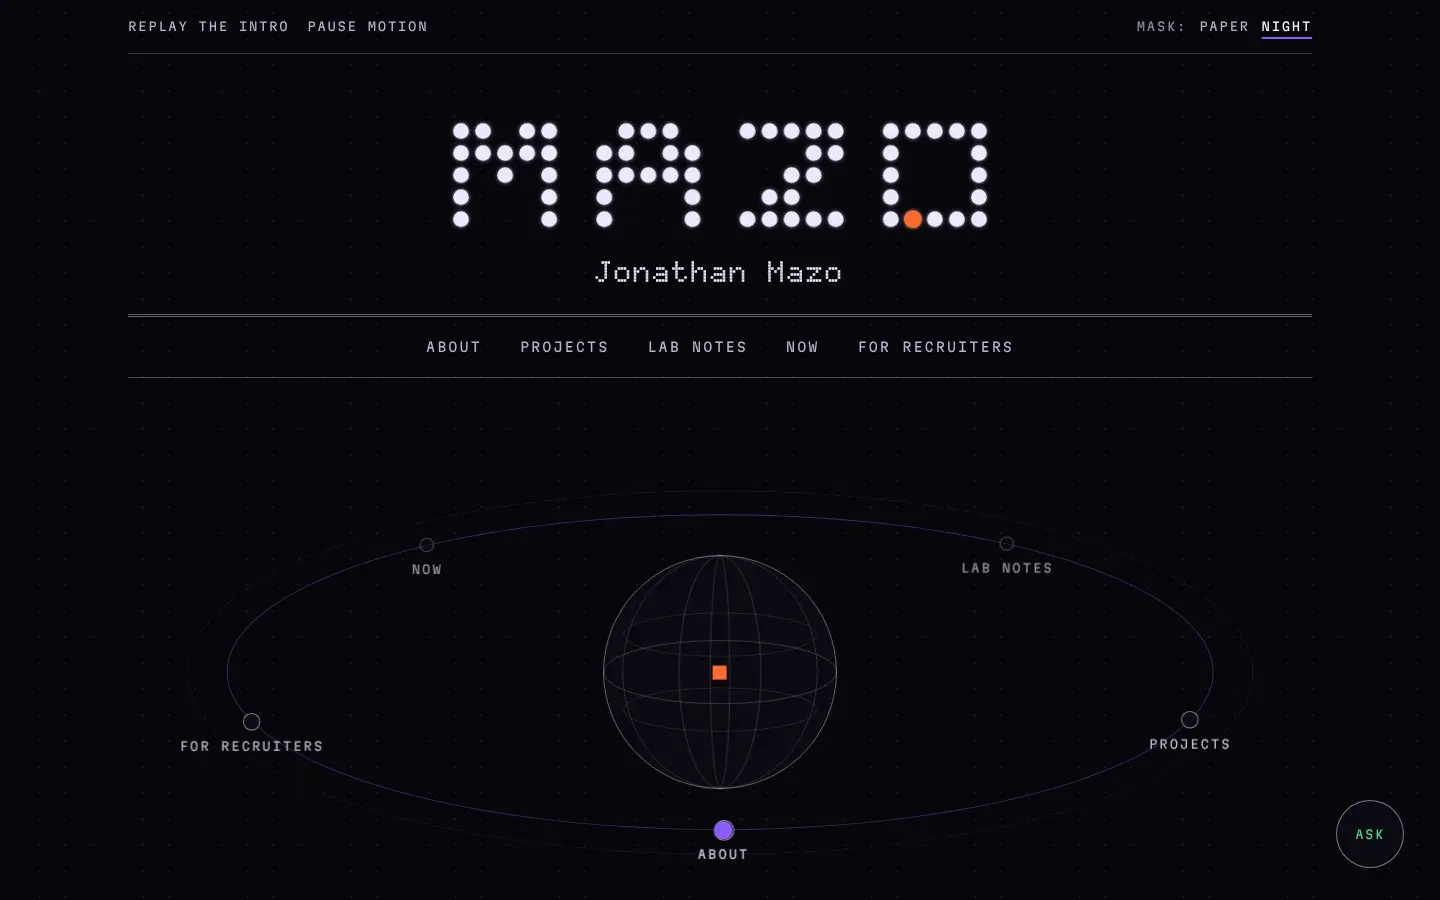 REPLAY THE INTRO PAUSE MOTION MASK: PAPER NIGHT
MAZO
Jonathan Mazo
ABOUT PROJECTS LAB NOTES NOW FOR RECRUITERS
NOW LAB NOTES
FOR RECRUITERS PROJECTS
ASK
ABOUT